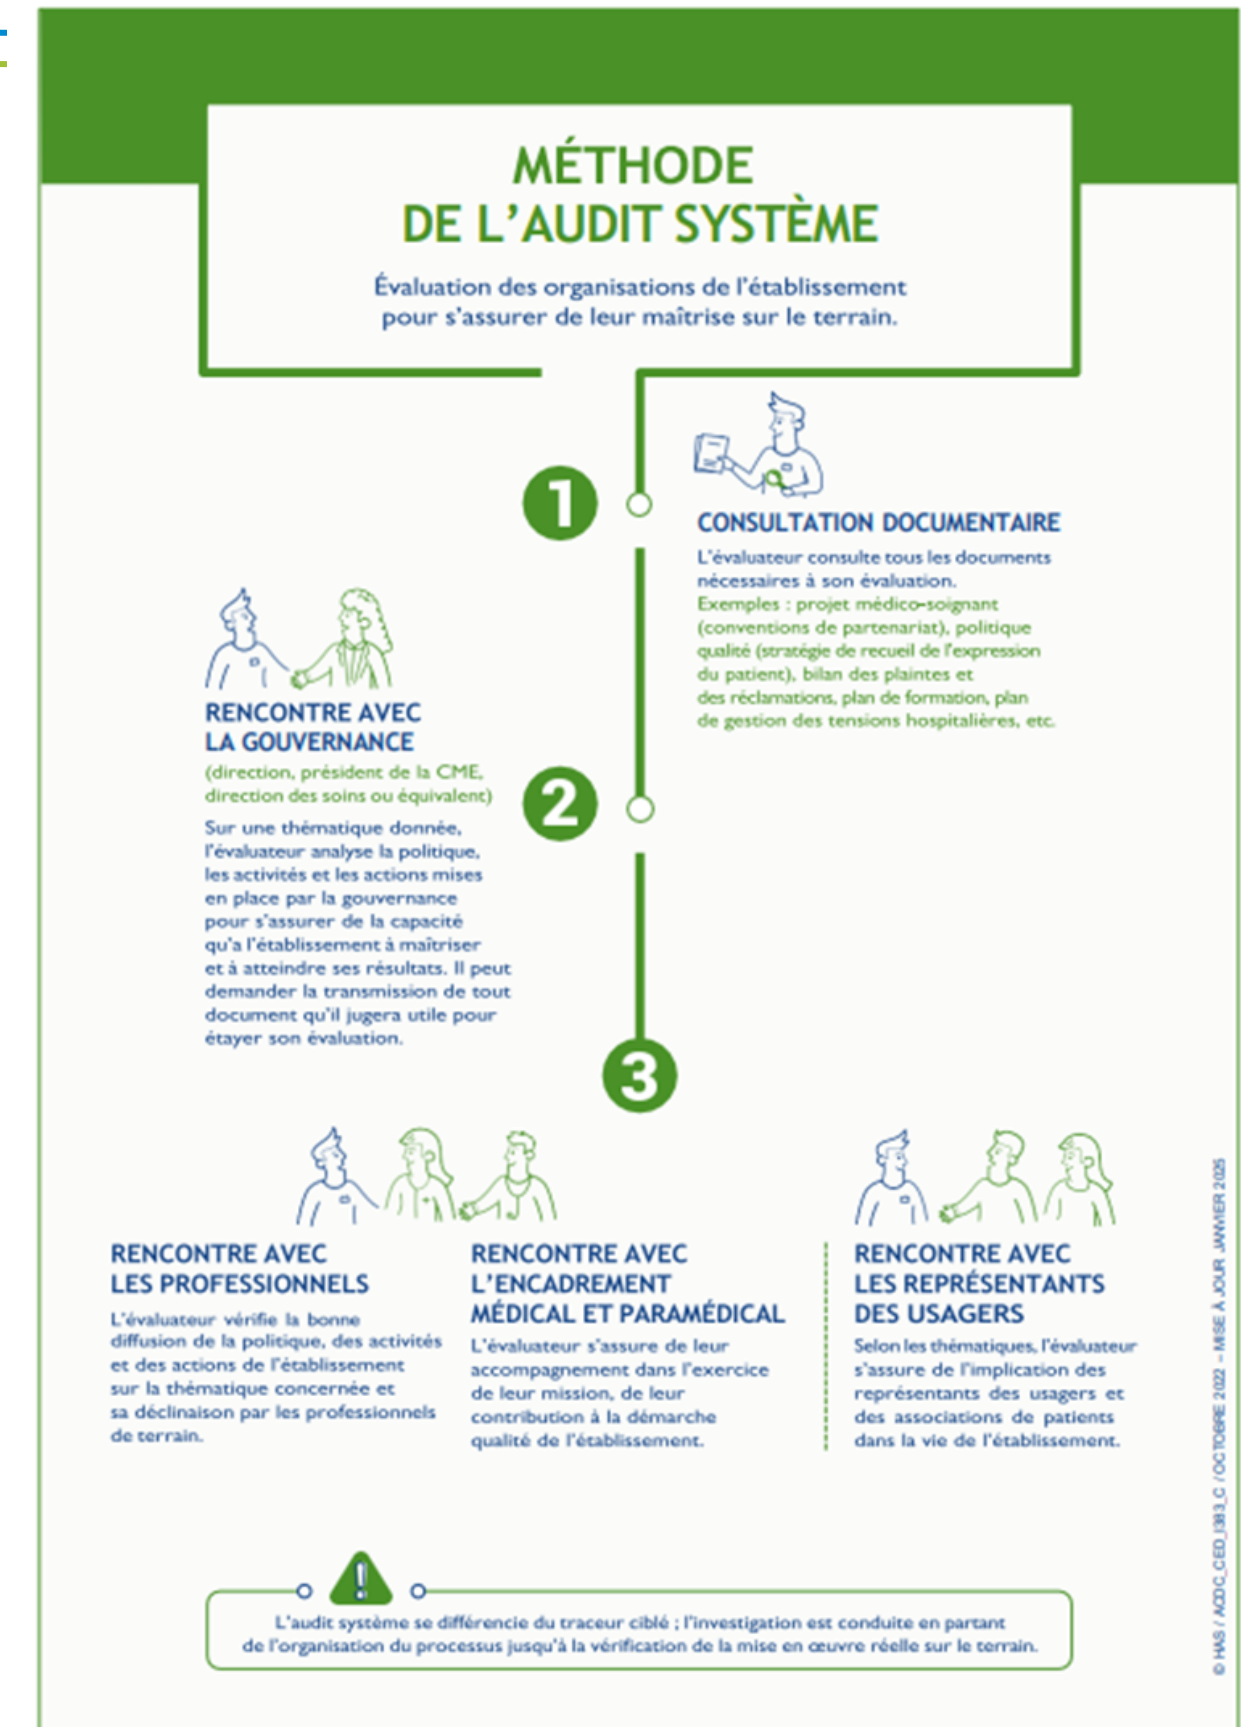 MÉTHODE
DE L'AUDIT SYSTÈME
Évaluation des organisations de l'établissement
pour s'assurer de leur maîtrise sur le terrain.
1
CONSULTATION DOCUMENTAIRE
L'évaluateur consulte tous les documents
nécessaires à son évaluation.
Exemples : projet médico-soignant
(conventions de partenariat), politique
qualité (stratégie de recueil de l'expression
du patient), bilan des plaintes et
des réclamations, plan de formation, plan
de gestion des tensions hospitalières, etc.
RENCONTRE AVEC
LA GOUVERNANCE
(direction, président de la CME,
direction des soins ou équivalent)
2
Sur une thématique donnée,
l'évaluateur analyse la politique,
les activités et les actions mises
en place par la gouvernance
pour s'assurer de la capacité
qu'a l'établissement à maîtriser
et à atteindre ses résultats. Il peut
demander la transmission de tout
document qu'il jugera utile pour
étayer son évaluation.
3
RENCONTRE AVEC
LES PROFESSIONNELS
L'évaluateur vérifie la bonne
diffusion de la politique, des activités
et des actions de l'établissement
sur la thématique concernée et
sa déclinaison par les professionnels
de terrain.
RENCONTRE AVEC
L'ENCADREMENT
MÉDICAL ET PARAMÉDICAL
L'évaluateur s'assure de leur
accompagnement dans l'exercice
de leur mission, de leur
contribution à la démarche
qualité de l'établissement.
RENCONTRE AVEC
LES REPRÉSENTANTS
DES USAGERS
Selon les thématiques, l'évaluateur
s'assure de l'implication des
représentants des usagers et
des associations de patients
dans la vie de l'établissement.
!
L'audit système se différencie du traceur ciblé ; l'investigation est conduite en partant
de l'organisation du processus jusqu'à la vérification de la mise en œuvre réelle sur le terrain.
© HAS / ACDC_CED_I383_C / OCTOBRE 2022 – MISE À JOUR JANVIER 2025